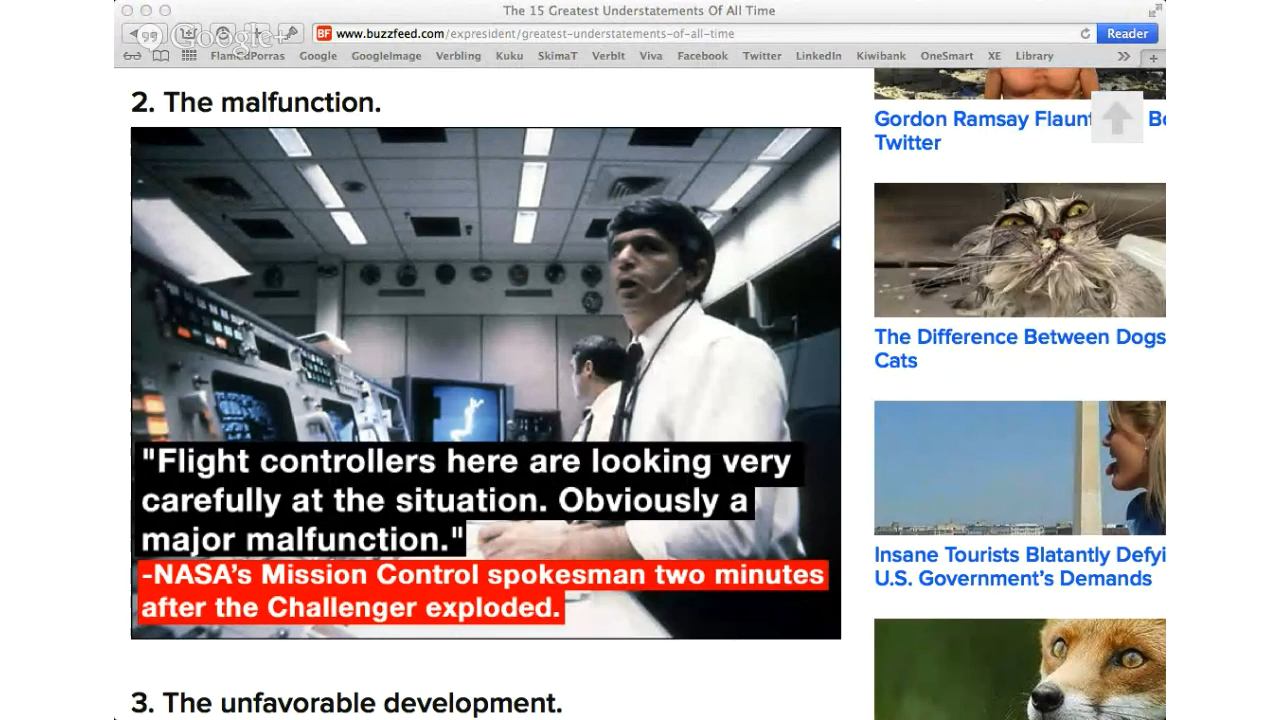 The 15 Greatest Understatements Of All Time
Google+
BF www.buzzfeed.com/expresident/greatest-understatements-of-all-time
Reader
FlamCdPorras Google GoogleImage Verbling Kuku SkimaT VerbIt Viva Facebook Twitter LinkedIn Kiwibank OneSmart XE Library
2. The malfunction.
"Flight controllers here are looking very
carefully at the situation. Obviously a
major malfunction."
-NASA's Mission Control spokesman two minutes
after the Challenger exploded.
3. The unfavorable development.
Gordon Ramsay Flaunt Bo
Twitter
The Difference Between Dogs
Cats
Insane Tourists Blatantly Defyi
U.S. Government's Demands